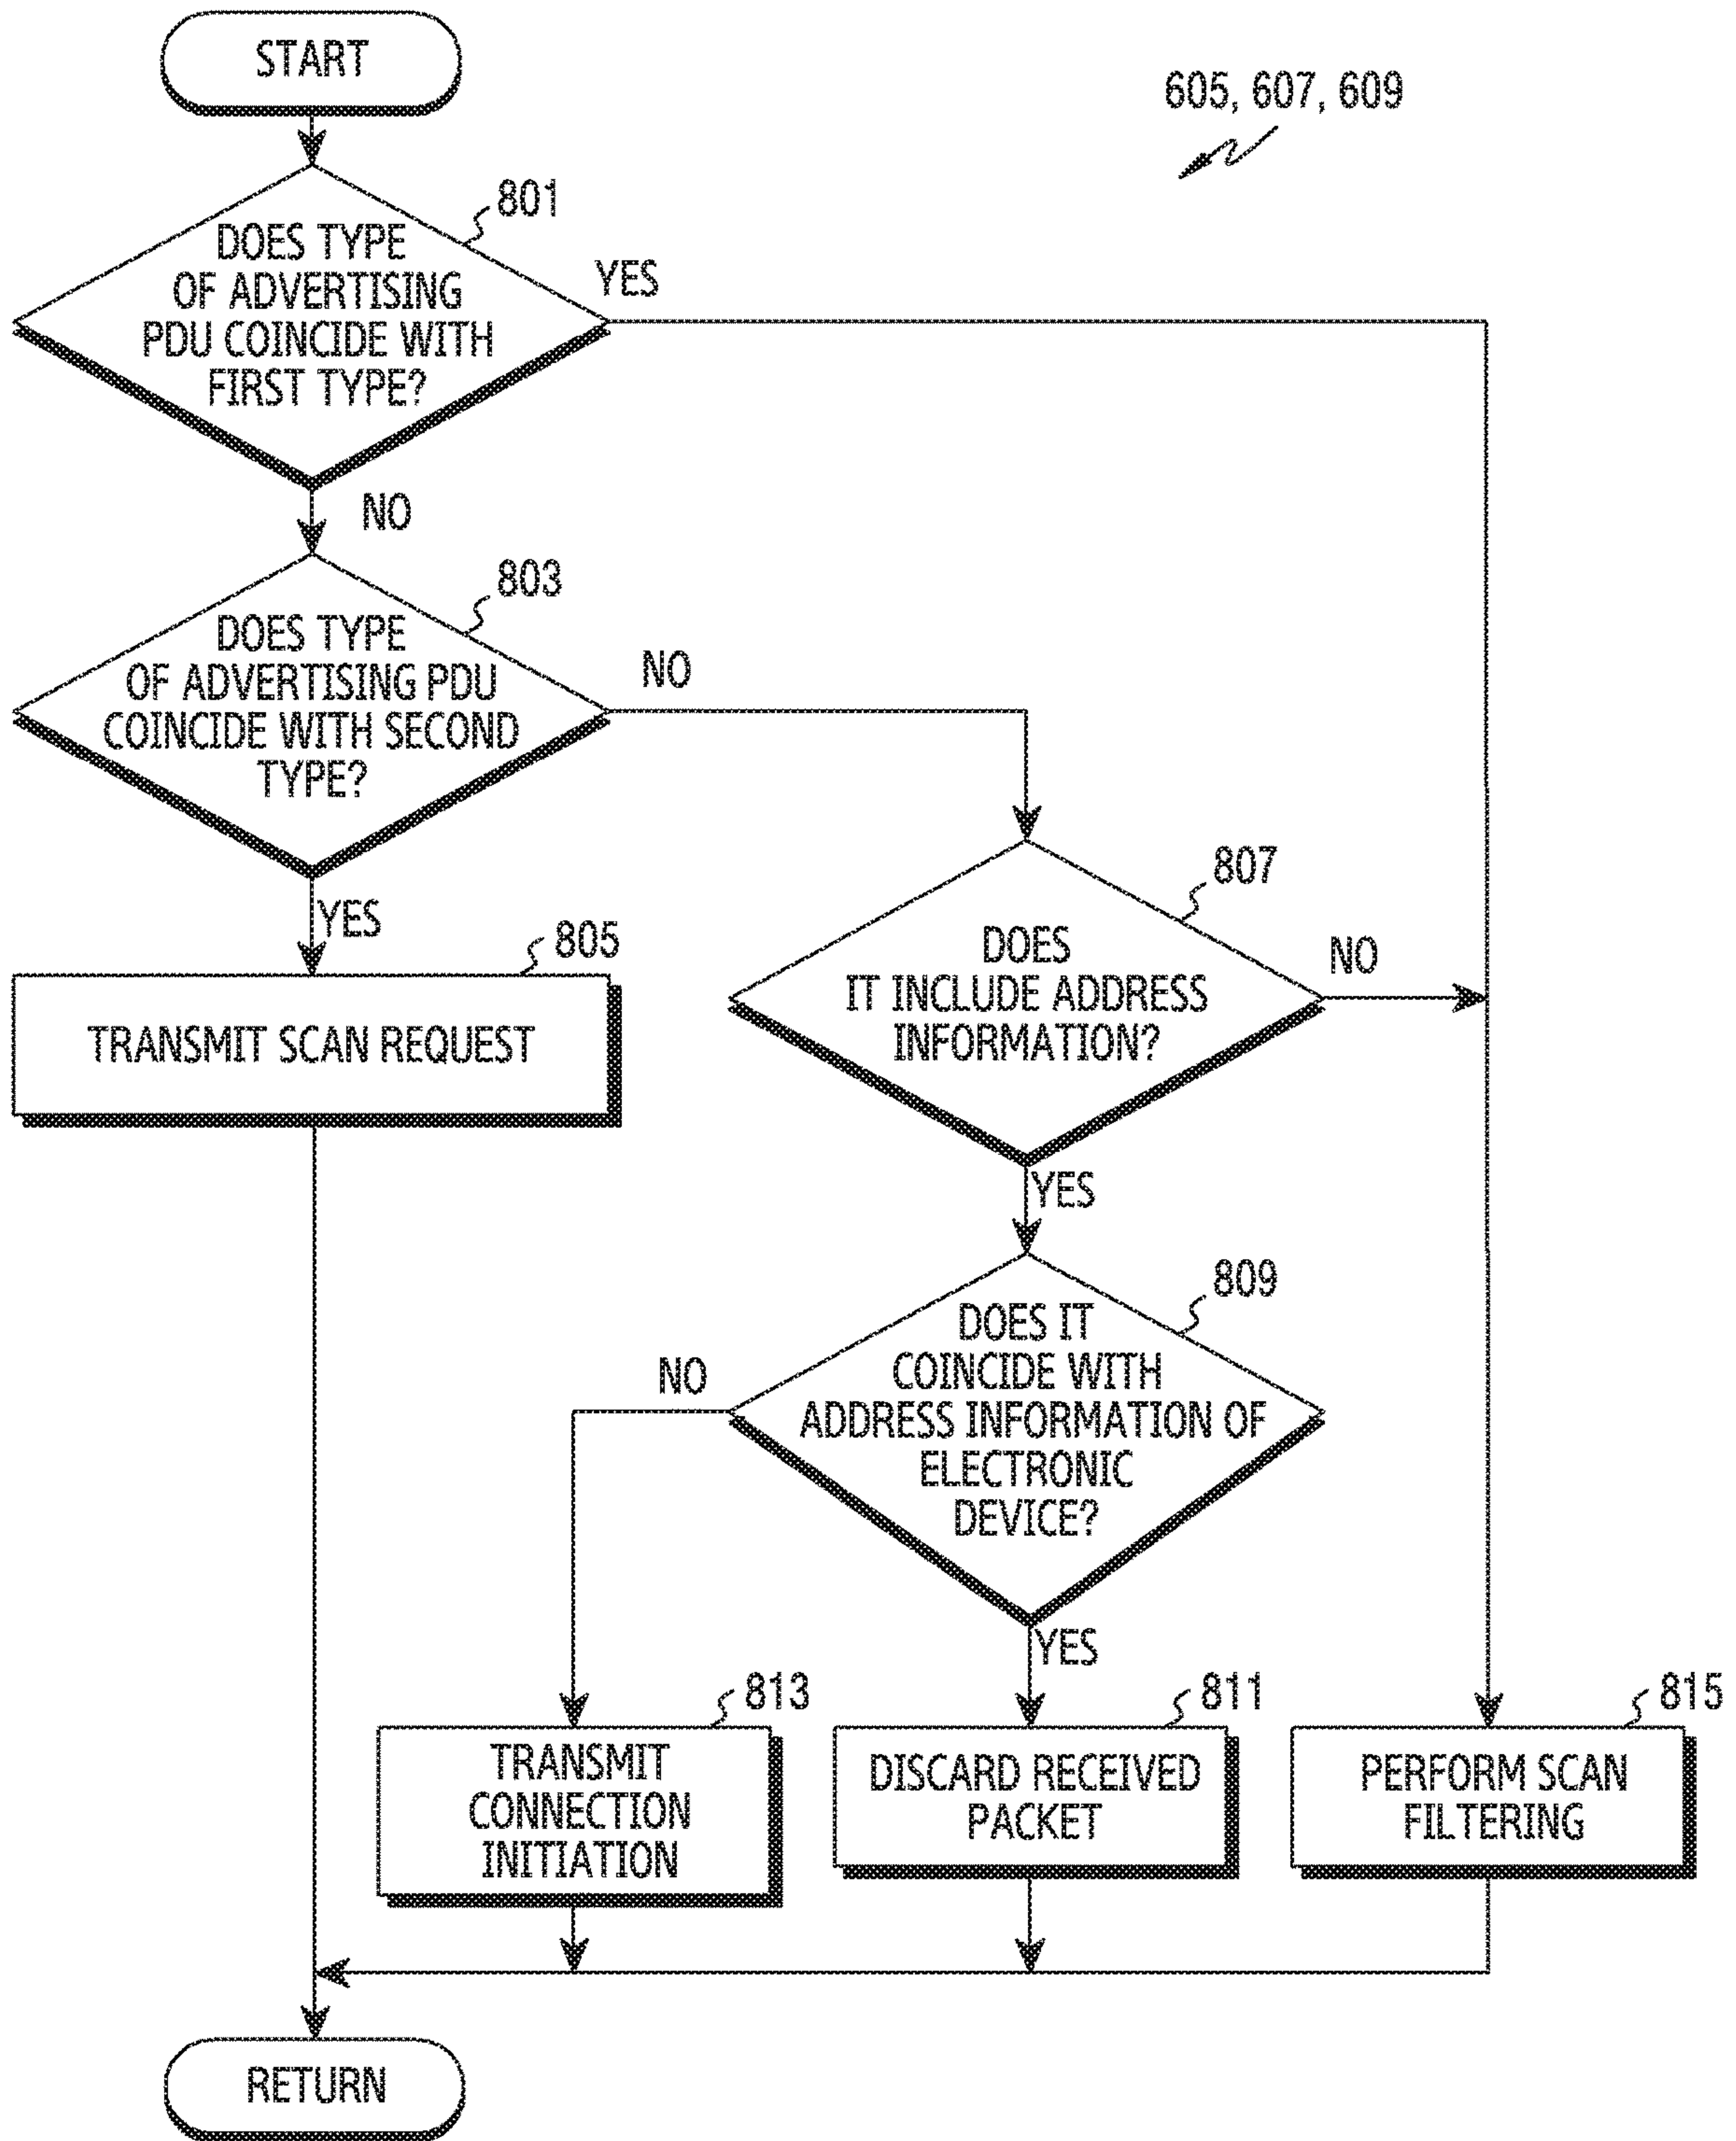 START
605, 607, 609
801
DOES TYPE
OF ADVERTISING
PDU COINCIDE WITH
FIRST TYPE?
YES
NO
803
DOES TYPE
OF ADVERTISING PDU
COINCIDE WITH SECOND
TYPE?
NO
YES
805
TRANSMIT SCAN REQUEST
807
DOES
IT INCLUDE ADDRESS
INFORMATION?
NO
YES
809
DOES IT
COINCIDE WITH
ADDRESS INFORMATION OF
ELECTRONIC
DEVICE?
NO
YES
813
TRANSMIT
CONNECTION
INITIATION
811
DISCARD RECEIVED
PACKET
815
PERFORM SCAN
FILTERING
RETURN